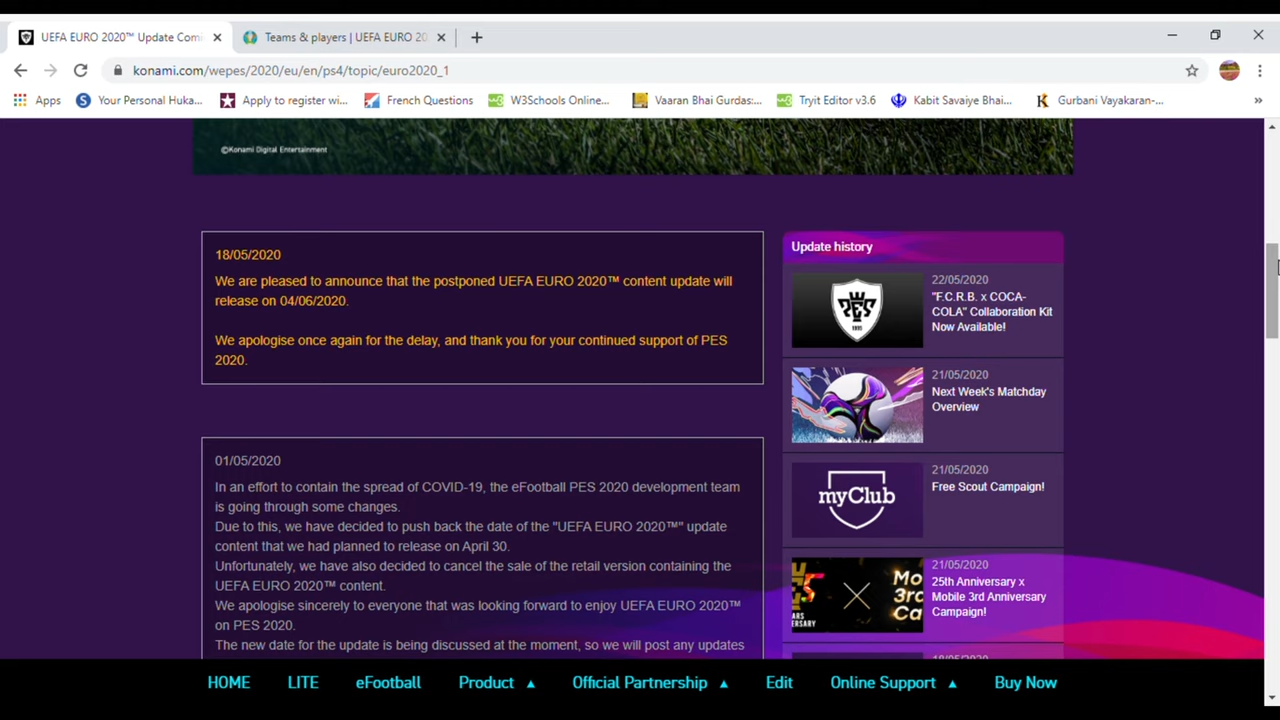 UEFA EURO 2020™ Update Com
Teams & players | UEFA EURO 20
konami.com/wepes/2020/eu/en/ps4/topic/euro2020_1
Apps
Your Personal Huka...
Apply to register wi...
French Questions
W3Schools Online...
Vaaran Bhai Gurdas:...
Tryit Editor v3.6
Kabit Savaiye Bhai...
Gurbani Vayakaran-...
©Konami Digital Entertainment
18/05/2020
We are pleased to announce that the postponed UEFA EURO 2020™ content update will
release on 04/06/2020.
We apologise once again for the delay, and thank you for your continued support of PES
2020.
01/05/2020
In an effort to contain the spread of COVID-19, the eFootball PES 2020 development team
is going through some changes.
Due to this, we have decided to push back the date of the "UEFA EURO 2020™" update
content that we had planned to release on April 30.
Unfortunately, we have also decided to cancel the sale of the retail version containing the
UEFA EURO 2020™ content.
We apologise sincerely to everyone that was looking forward to enjoy UEFA EURO 2020™
on PES 2020.
The new date for the update is being discussed at the moment, so we will post any updates
Update history
22/05/2020
"F.C.R.B. x COCA-
COLA" Collaboration Kit
Now Available!
21/05/2020
Next Week's Matchday
Overview
myClub
21/05/2020
Free Scout Campaign!
21/05/2020
25th Anniversary x
Mobile 3rd Anniversary
Campaign!
HOME
LITE
eFootball
Product
Official Partnership
Edit
Online Support
Buy Now